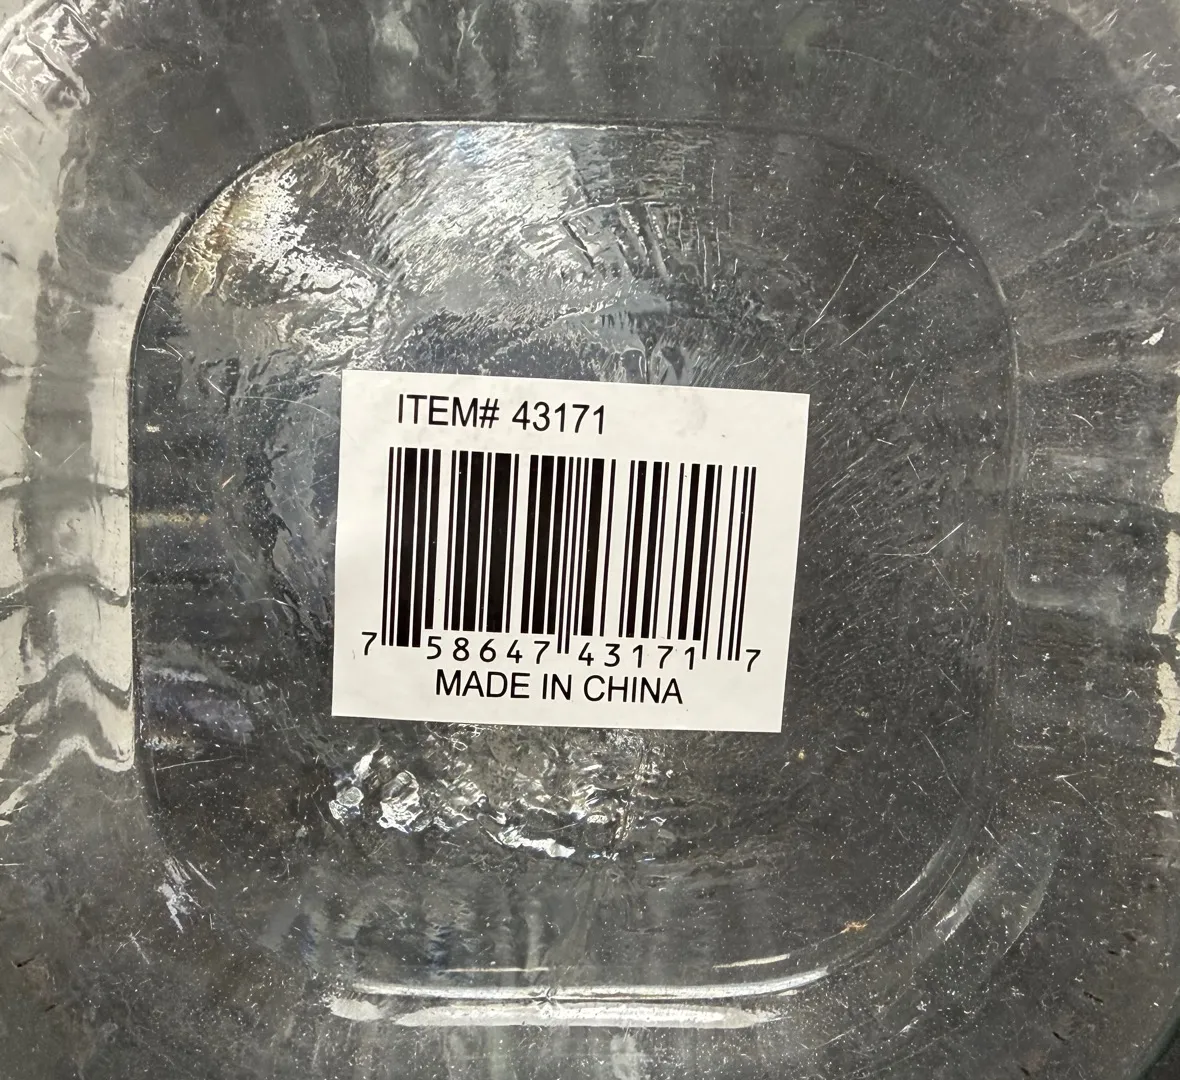 ITEM# 43171
7 58647 43171 7
MADE IN CHINA